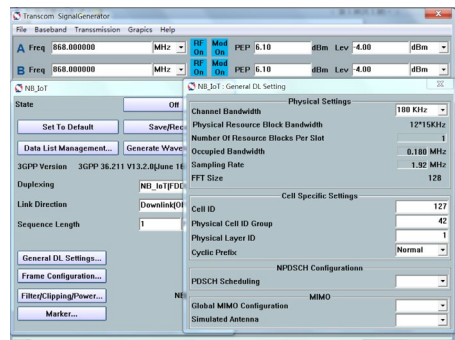 Transcom SignalGenerator
File Baseband Transsmission Grapics Help
A Freq 868.000000 MHz RF On Mod On PEP 6.10 dBm Lev -4.00 dBm
B Freq 868.000000 MHz RF On Mod On PEP 6.10 dBm Lev -4.00 dBm
NB_IoT
State Off
Set To Default Save/Reca
Data List Management... Generate Wave
3GPP Version 3GPP 36.211 V13.2.0(June 16
Duplexing NB_IoT(FDD
Link Direction Downlink(O
Sequence Length 1
General DL Settings...
Frame Configuration...
Filter/Clipping/Power... NB
Marker...
NB_IOT: General DL Setting
Physical Settings
Channel Bandwidth 180 KHz
Physical Resource Block Bandwidth 12*15KHz
Number Of Resource Blocks Per Slot 1
Occupied Bandwidth 0.180 MHz
Sampling Rate 1.92 MHz
FFT Size 128
Cell Specific Settings
Cell ID 127
Physical Cell ID Group 42
Physical Layer ID 1
Cyclic Prefix Normal
NPDSCH Configurationn
PDSCH Scheduling
MIMO
Global MIMO Configuration
Simulated Antenna